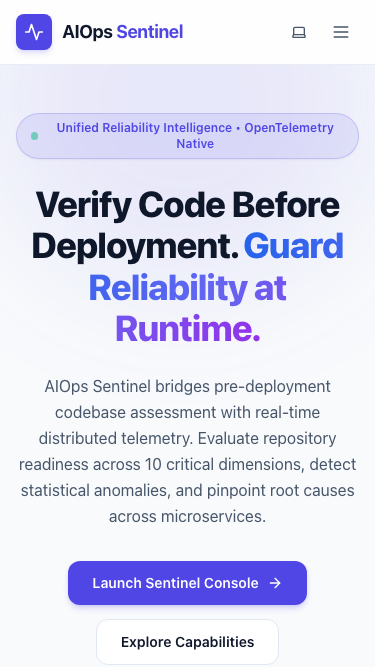 AIOps Sentinel
Unified Reliability Intelligence • OpenTelemetry
Native
Verify Code Before
Deployment. Guard
Reliability at
Runtime.
AIOps Sentinel bridges pre-deployment
codebase assessment with real-time
distributed telemetry. Evaluate repository
readiness across 10 critical dimensions, detect
statistical anomalies, and pinpoint root causes
across microservices.
Launch Sentinel Console
Explore Capabilities